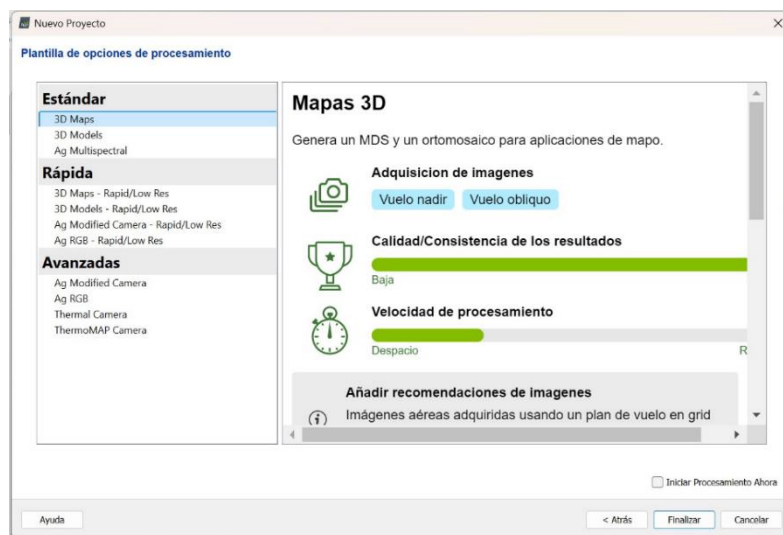 Nuevo Proyecto
Plantilla de opciones de procesamiento
Estándar
3D Maps
3D Models
Ag Multispectral
Rápida
3D Maps - Rapid/Low Res
3D Models - Rapid/Low Res
Ag Modified Camera - Rapid/Low Res
Ag RGB - Rapid/Low Res
Avanzadas
Ag Modified Camera
Ag RGB
Thermal Camera
ThermoMAP Camera
Mapas 3D
Genera un MDS y un ortomosaico para aplicaciones de mapo.
Adquisicion de imagenes
Vuelo nadir Vuelo obliquo
Calidad/Consistencia de los resultados
Baja
Velocidad de procesamiento
Despacio R
Añadir recomendaciones de imagenes
Imágenes aéreas adquiridas usando un plan de vuelo en grid
Iniciar Procesamiento Ahora
Ayuda < Atrás Finalizar Cancelar